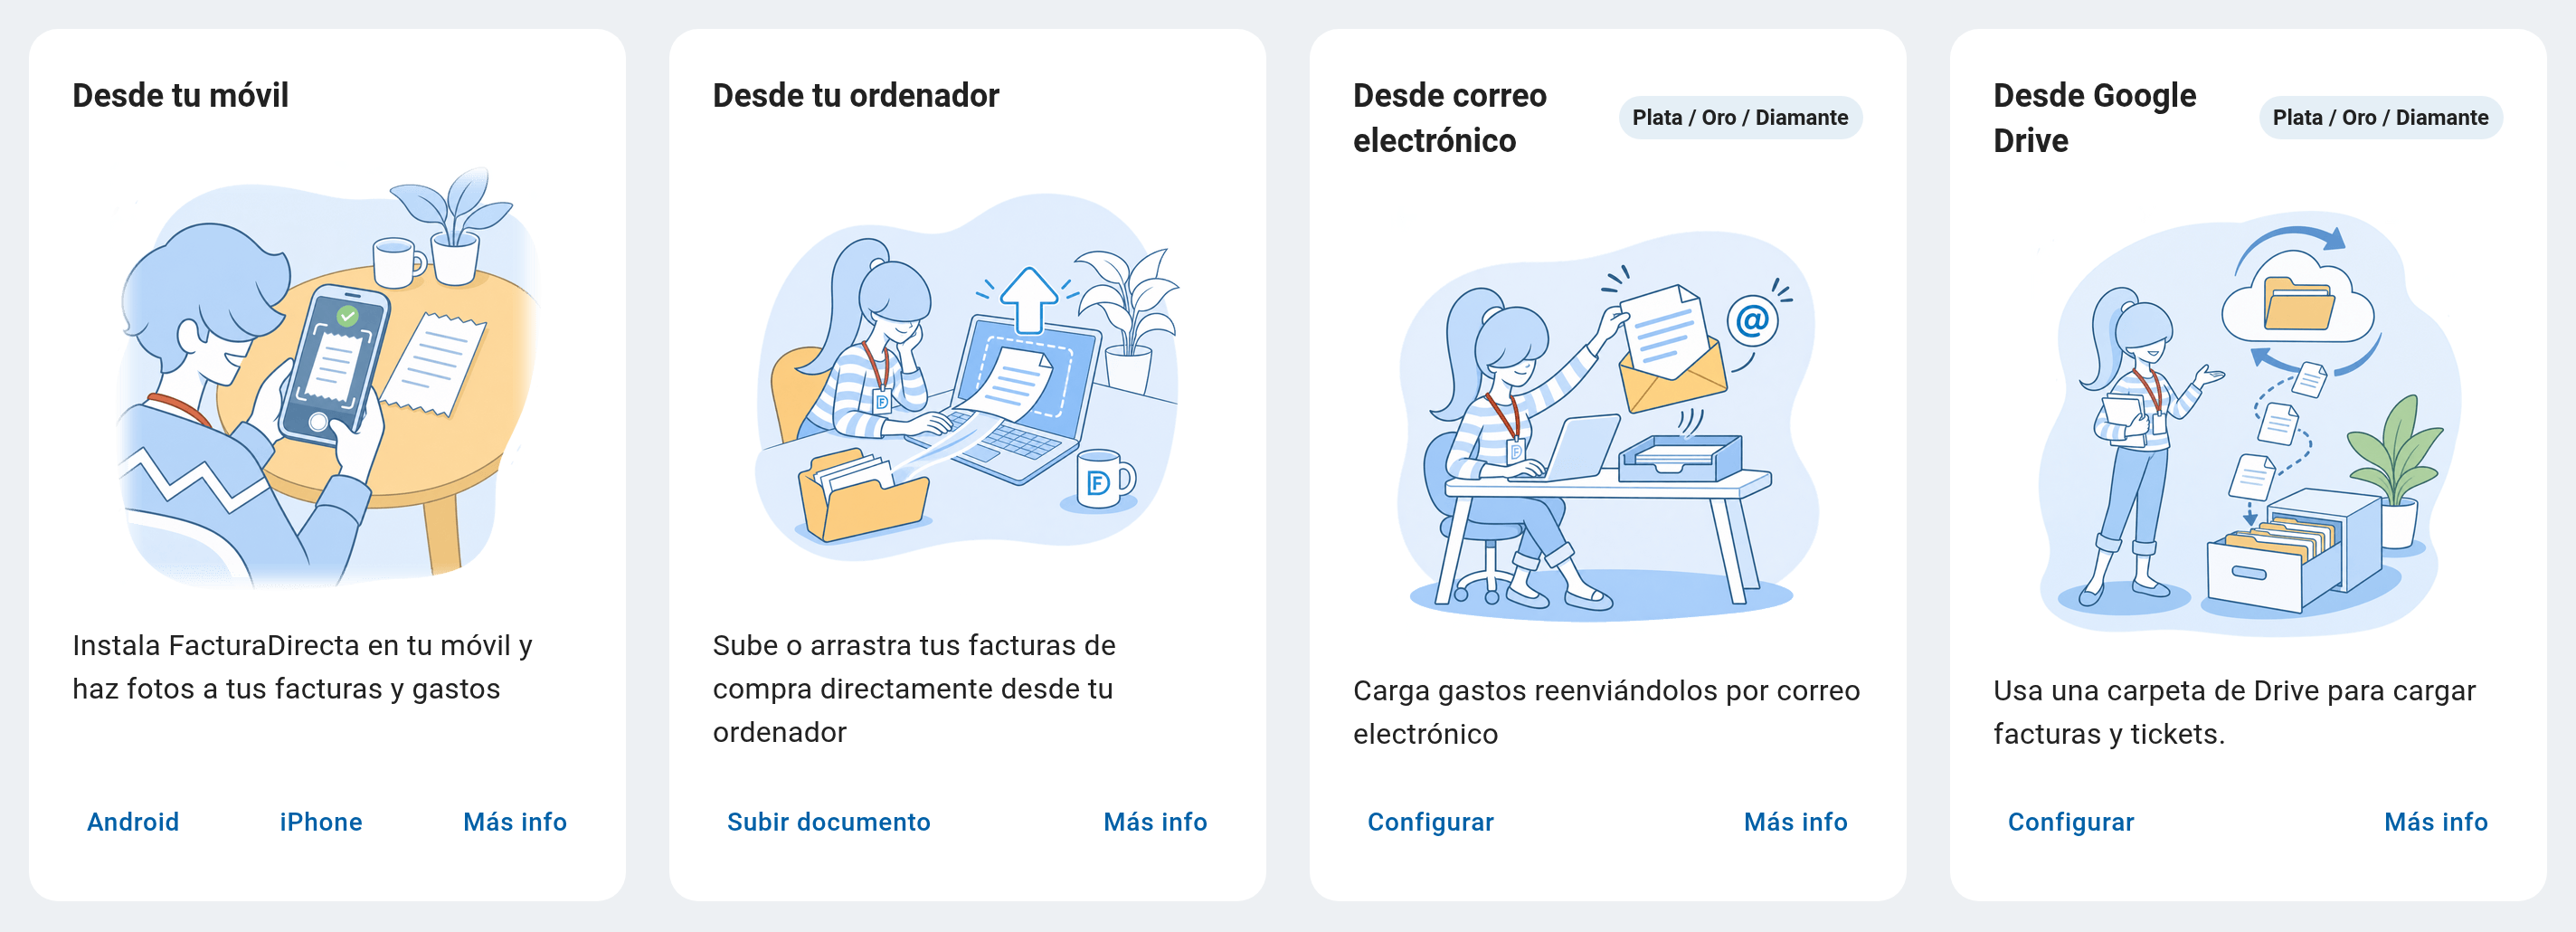 Desde tu móvil
Instala FacturaDirecta en tu móvil y
haz fotos a tus facturas y gastos
Android
iPhone
Más info
Desde tu ordenador
F
F
Sube o arrastra tus facturas de
compra directamente desde tu
ordenador
Subir documento
Más info
Desde correo
electrónico
Plata / Oro / Diamante
@
F
Carga gastos reenviándolos por correo
electrónico
Configurar
Más info
Desde Google
Drive
Plata / Oro / Diamante
Usa una carpeta de Drive para cargar
facturas y tickets.
Configurar
Más info